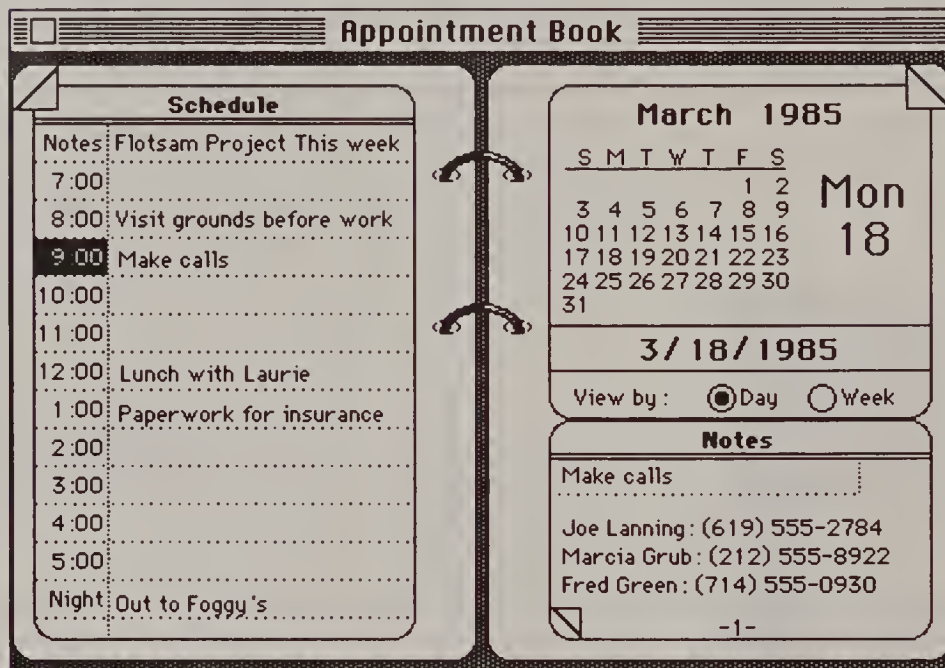 Appointment Book
Schedule
Notes Flotsam Project This week
7:00
8:00 Visit grounds before work
9:00 Make calls
10:00
11:00
12:00 Lunch with Laurie
1:00 Paperwork for insurance
2:00
3:00
4:00
5:00
Night Out to Foggy's
March 1985
S M T W T F S
1 2
3 4 5 6 7 8 9
10 11 12 13 14 15 16
17 18 19 20 21 22 23
24 25 26 27 28 29 30
31
Mon
18
3/18/1985
View by: Day Week
Notes
Make calls
Joe Lanning: (619) 555-2784
Marcia Grub: (212) 555-8922
Fred Green: (714) 555-0930
-1-